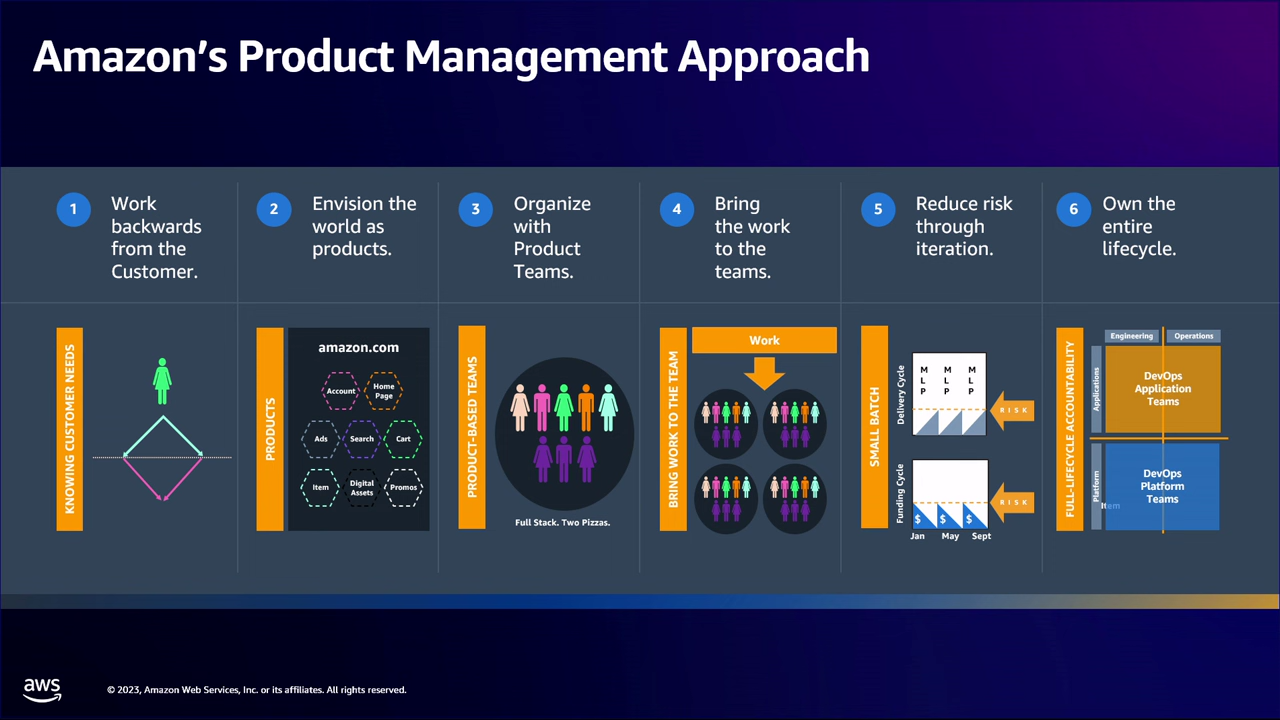 Amazon's Product Management Approach
1
Work
backwards
from the
Customer.
2
Envision the
world as
products.
3
Organize
with
Product
Teams.
4
Bring
the work
to the
teams.
5
Reduce risk
through
iteration.
6
Own the
entire
lifecycle.
KNOWING CUSTOMER NEEDS
PRODUCTS
amazon.com
Account
Home
Page
Ads
Search
Cart
Item
Digital
Assets
Promos
PRODUCT-BASED TEAMS
Full Stack. Two Pizzas.
BRING WORK TO THE TEAM
Work
SMALL BATCH
Delivery Cycle
M M M
L L L
P P P
RISK
Funding Cycle
$ $ $
RISK
Jan May Sept
FULL-LIFECYCLE ACCOUNTABILITY
Engineering
Operations
Applications
DevOps
Application
Teams
Platform
DevOps
Platform
Teams
Item
aws
© 2023, Amazon Web Services, Inc. or its affiliates. All rights reserved.